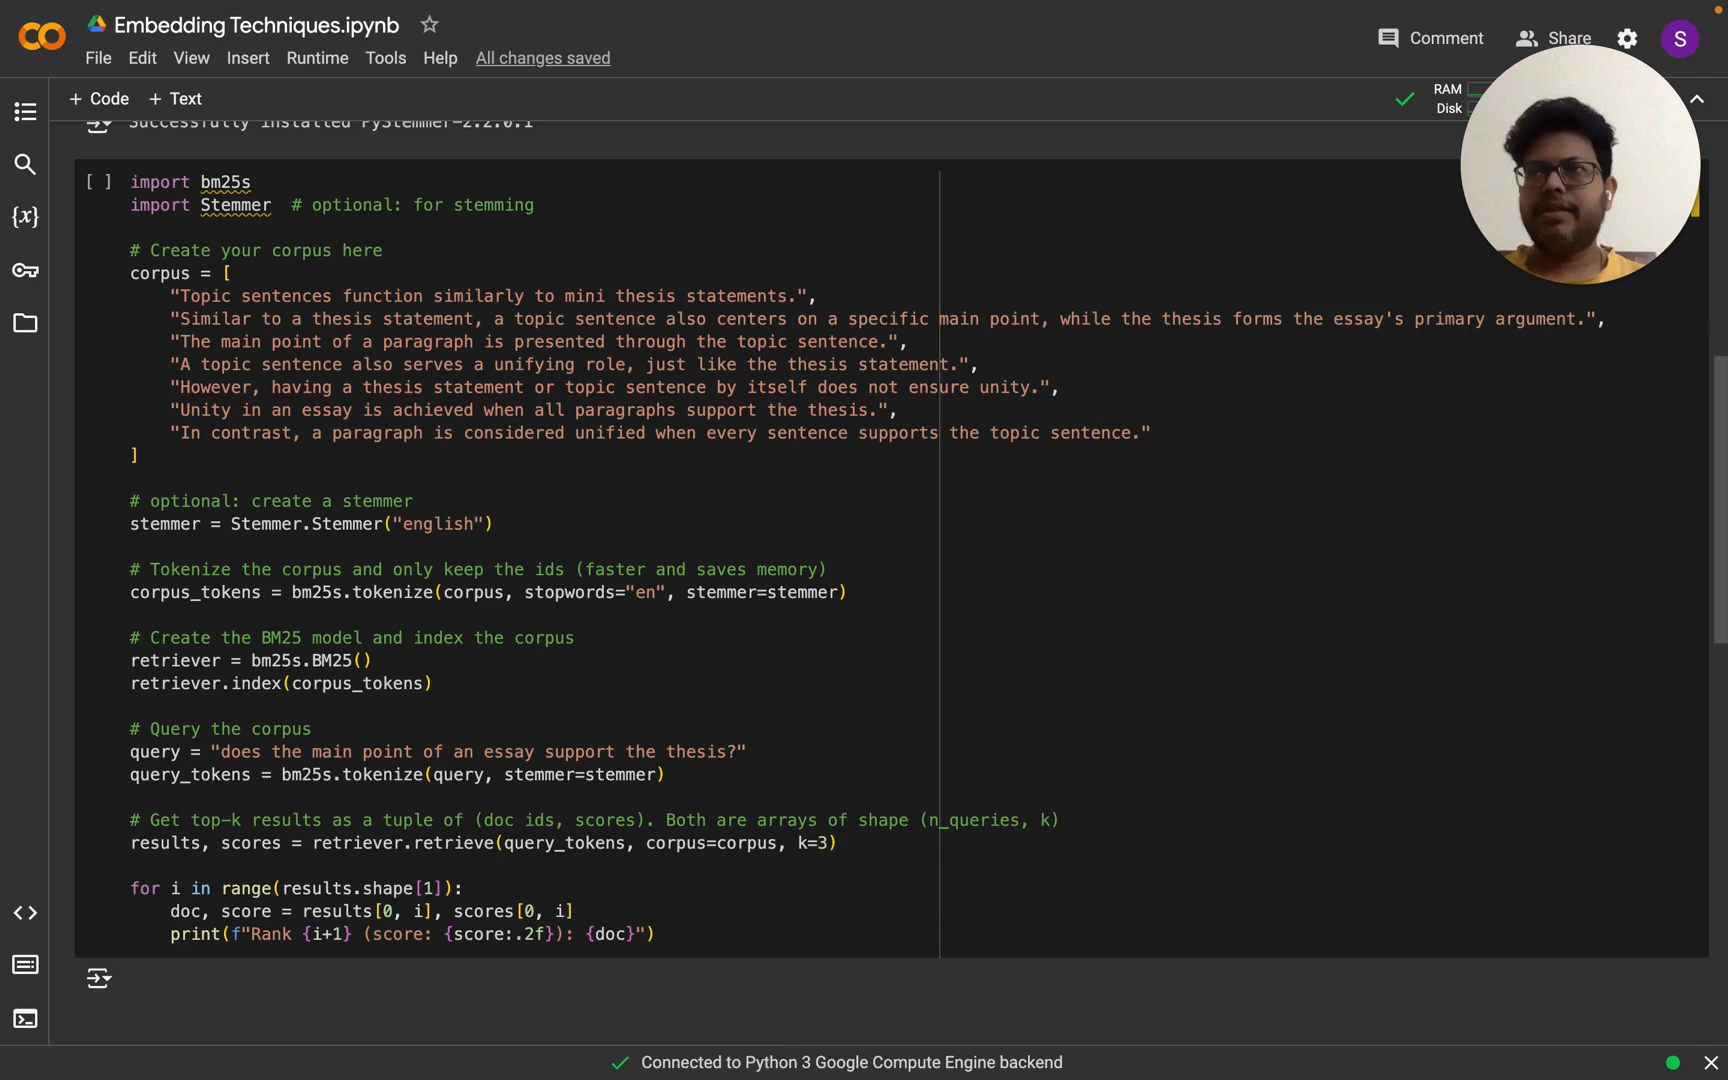 Embedding Techniques.ipynb
File Edit View Insert Runtime Tools Help All changes saved
Comment Share S
+ Code + Text
RAM
Disk
Successfully installed PyStemmer-2.2.0.1
[ ] import bm25s
import Stemmer  # optional: for stemming
# Create your corpus here
corpus = [
"Topic sentences function similarly to mini thesis statements.",
"Similar to a thesis statement, a topic sentence also centers on a specific main point, while the thesis forms the essay's primary argument.",
"The main point of a paragraph is presented through the topic sentence.",
"A topic sentence also serves a unifying role, just like the thesis statement.",
"However, having a thesis statement or topic sentence by itself does not ensure unity.",
"Unity in an essay is achieved when all paragraphs support the thesis.",
"In contrast, a paragraph is considered unified when every sentence supports the topic sentence."
]
# optional: create a stemmer
stemmer = Stemmer.Stemmer("english")
# Tokenize the corpus and only keep the ids (faster and saves memory)
corpus_tokens = bm25s.tokenize(corpus, stopwords="en", stemmer=stemmer)
# Create the BM25 model and index the corpus
retriever = bm25s.BM25()
retriever.index(corpus_tokens)
# Query the corpus
query = "does the main point of an essay support the thesis?"
query_tokens = bm25s.tokenize(query, stemmer=stemmer)
# Get top-k results as a tuple of (doc ids, scores). Both are arrays of shape (n_queries, k)
results, scores = retriever.retrieve(query_tokens, corpus=corpus, k=3)
for i in range(results.shape[1]):
doc, score = results[0, i], scores[0, i]
print(f"Rank {i+1} (score: {score:.2f}): {doc}")
{x}
Connected to Python 3 Google Compute Engine backend